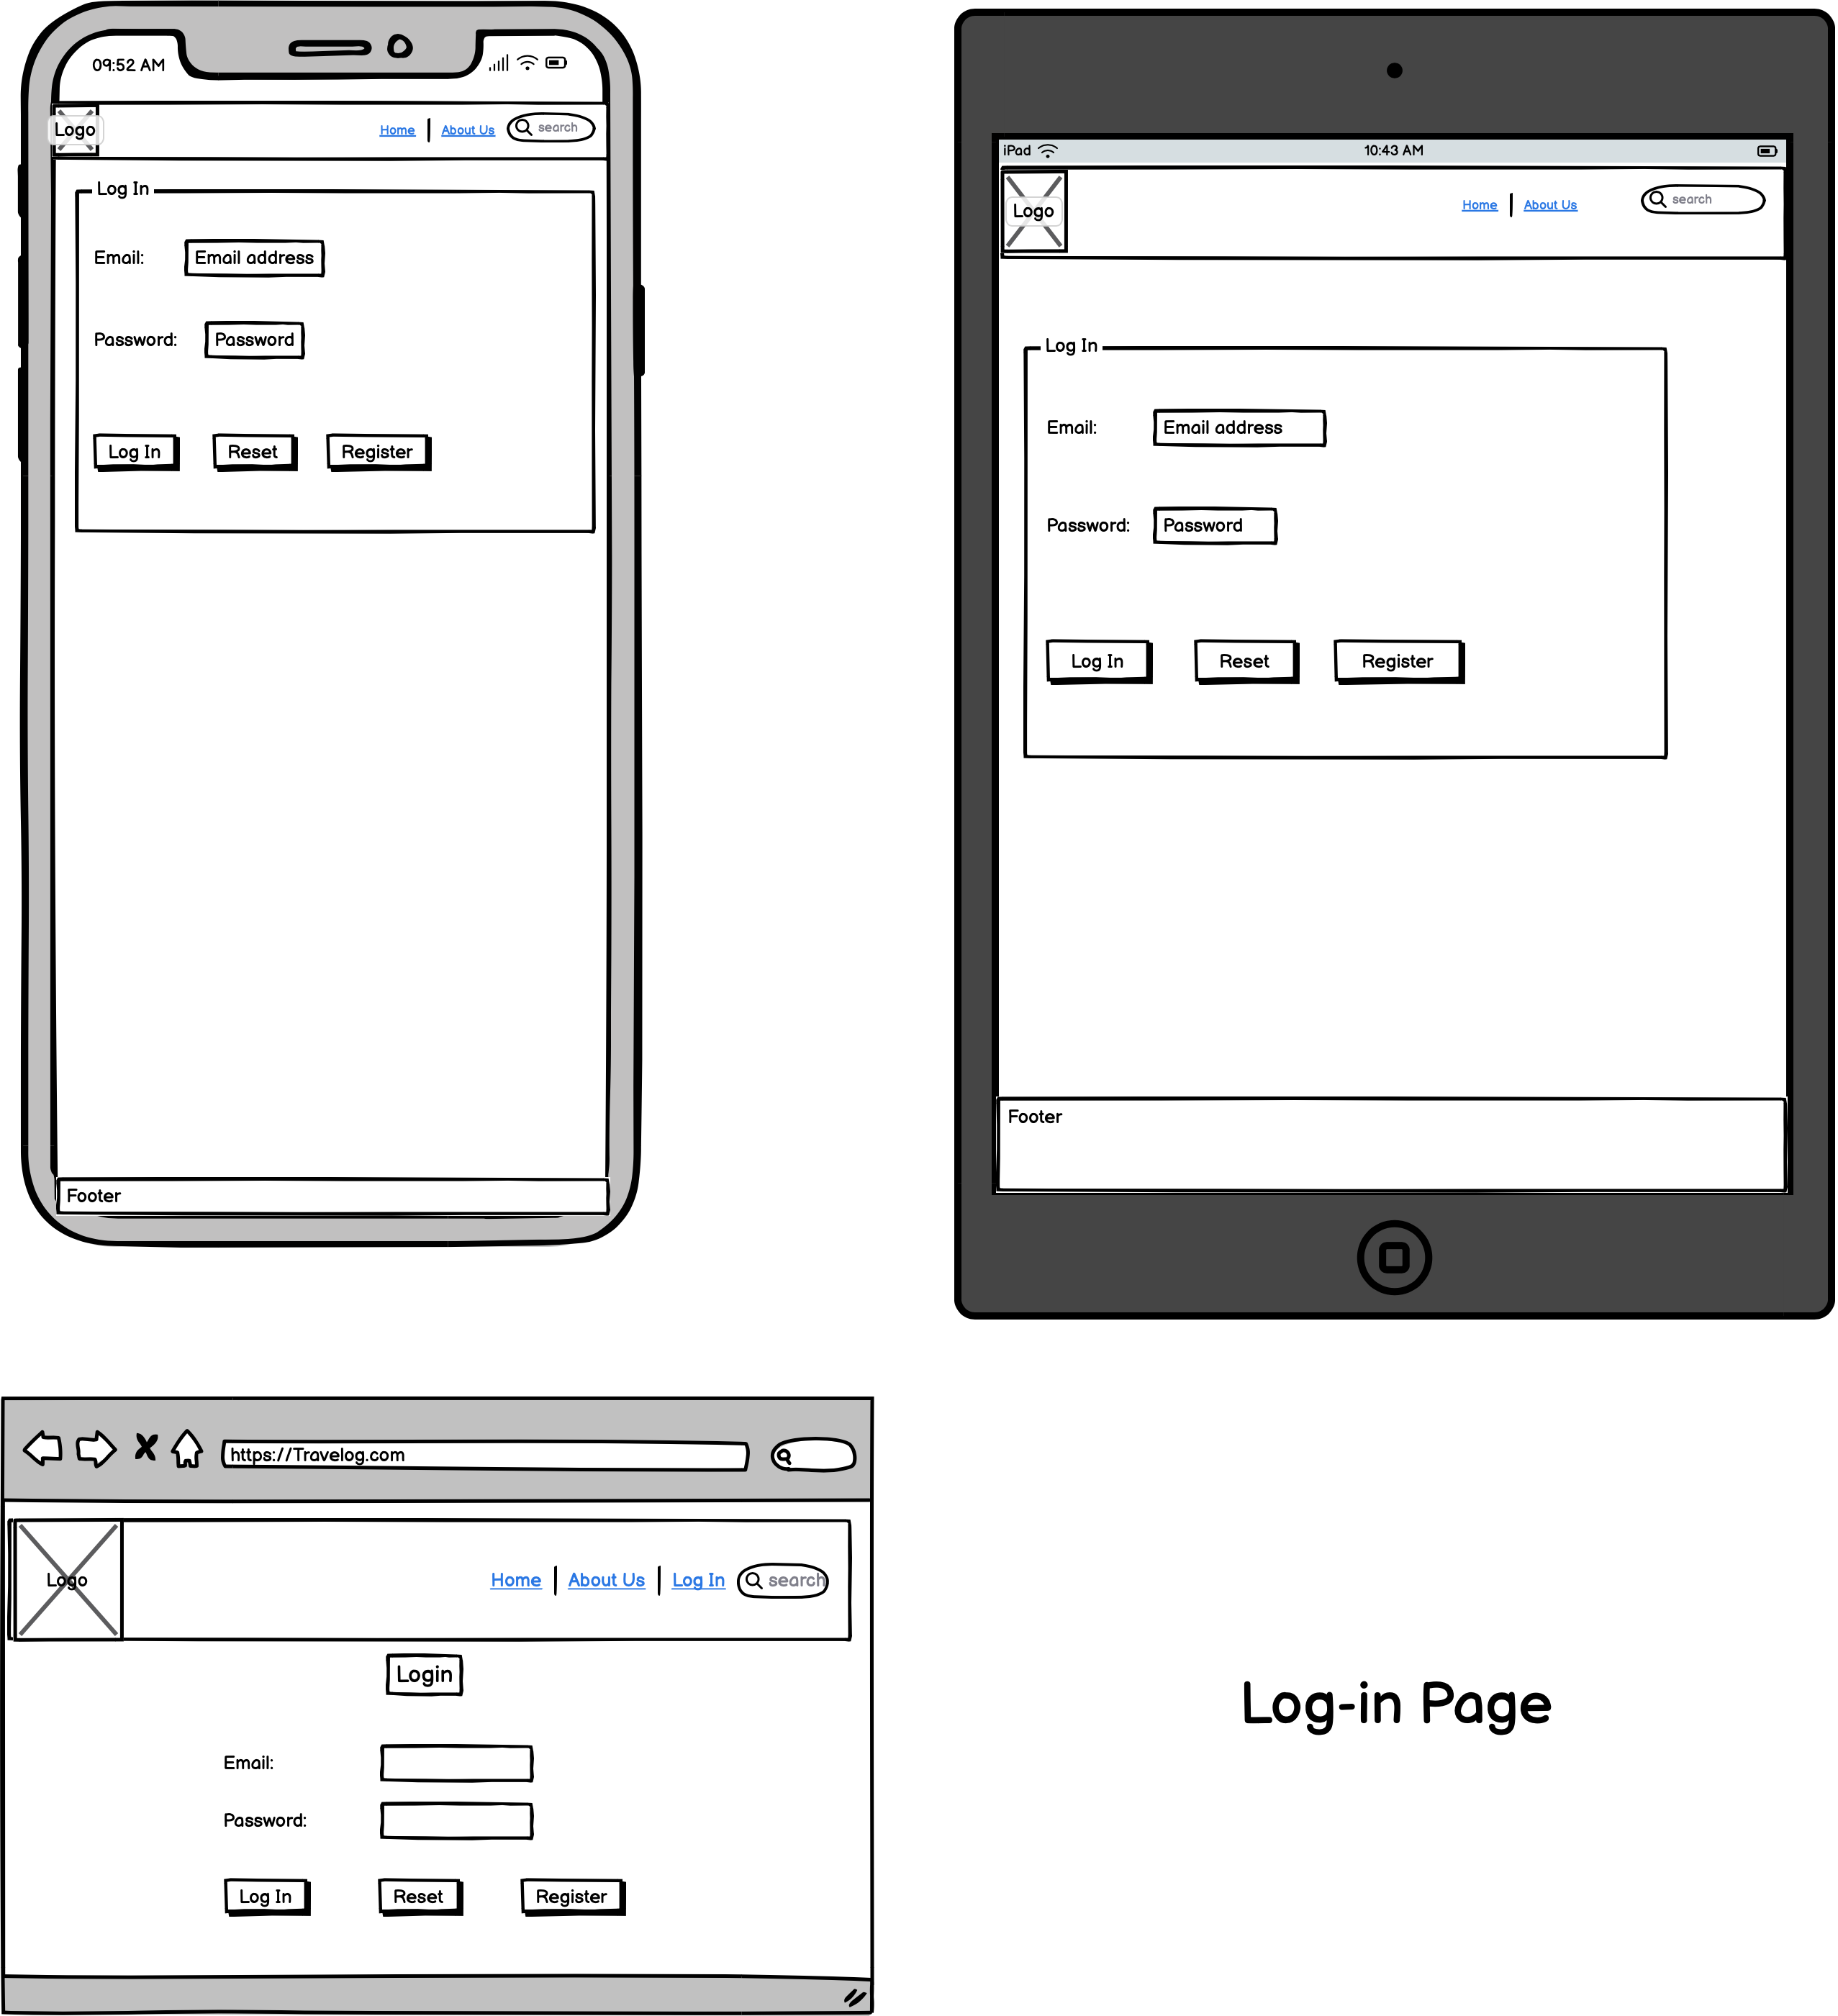 09:52 AM
Logo
Home About Us search
Log In
Email: Email address
Password: Password
Log In Reset Register
Footer
iPad 10:43 AM
Logo
Home About Us search
Log In
Email: Email address
Password: Password
Log In Reset Register
Footer
https://Travelog.com
Logo
Home About Us Log In search
Login
Email:
Password:
Log In Reset Register
Log-in Page